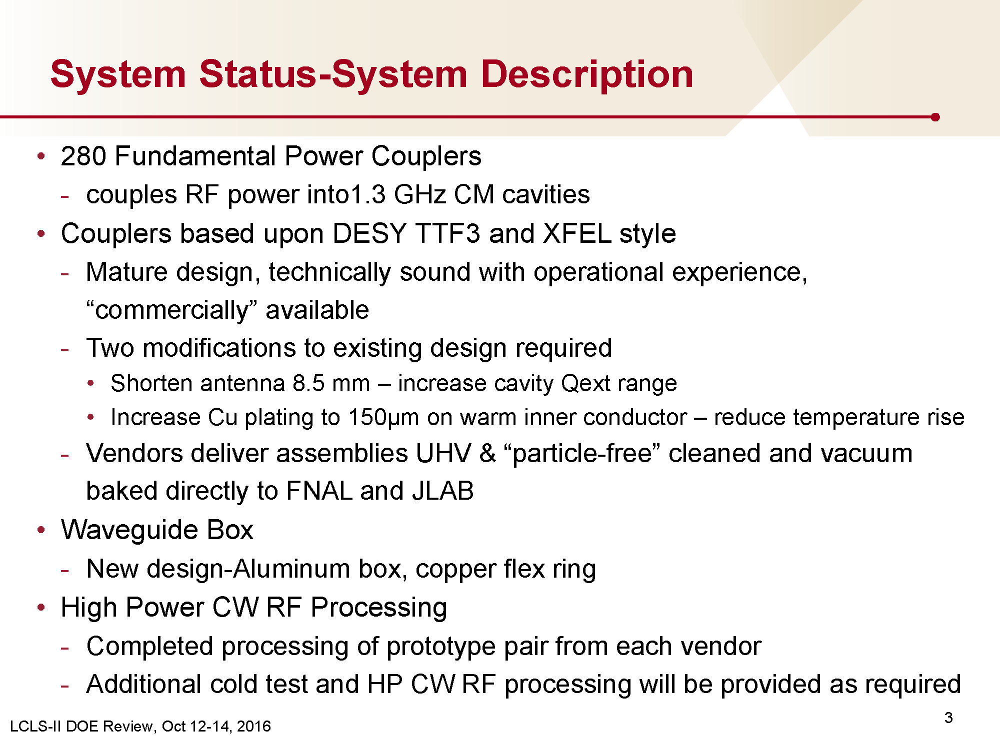 System Status-System Description
• 280 Fundamental Power Couplers
- couples RF power into1.3 GHz CM cavities
• Couplers based upon DESY TTF3 and XFEL style
- Mature design, technically sound with operational experience,
“commercially” available
- Two modifications to existing design required
• Shorten antenna 8.5 mm – increase cavity Qext range
• Increase Cu plating to 150µm on warm inner conductor – reduce temperature rise
- Vendors deliver assemblies UHV & “particle-free” cleaned and vacuum
baked directly to FNAL and JLAB
• Waveguide Box
- New design-Aluminum box, copper flex ring
• High Power CW RF Processing
- Completed processing of prototype pair from each vendor
- Additional cold test and HP CW RF processing will be provided as required
LCLS-II DOE Review, Oct 12-14, 2016
3